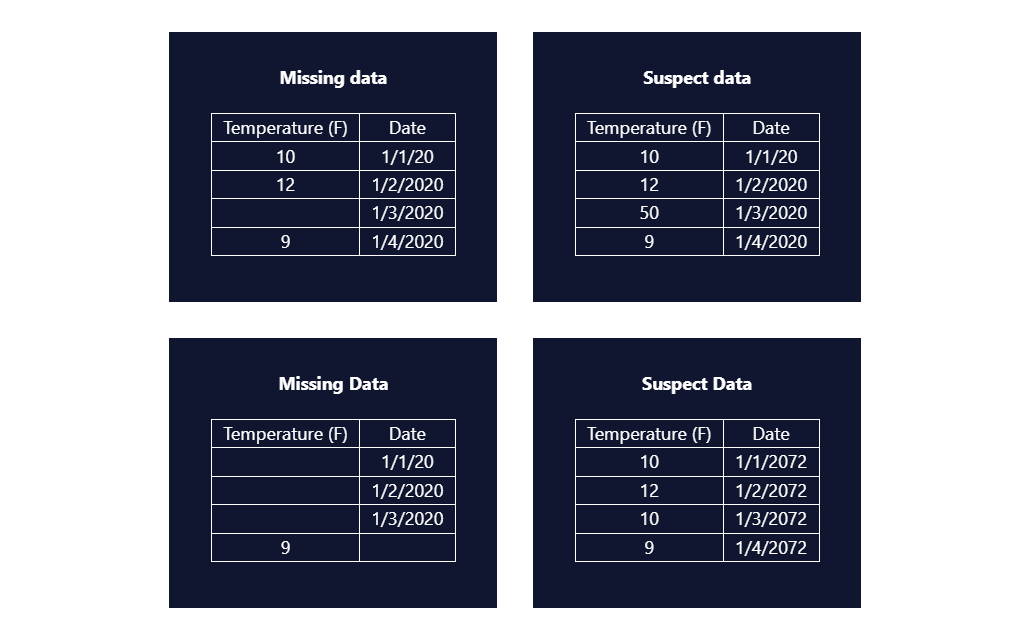 Missing data
Temperature (F) Date
10 1/1/20
12 1/2/2020
1/3/2020
9 1/4/2020
Suspect data
Temperature (F) Date
10 1/1/20
12 1/2/2020
50 1/3/2020
9 1/4/2020
Missing Data
Temperature (F) Date
1/1/20
1/2/2020
1/3/2020
9
Suspect Data
Temperature (F) Date
10 1/1/2072
12 1/2/2072
10 1/3/2072
9 1/4/2072